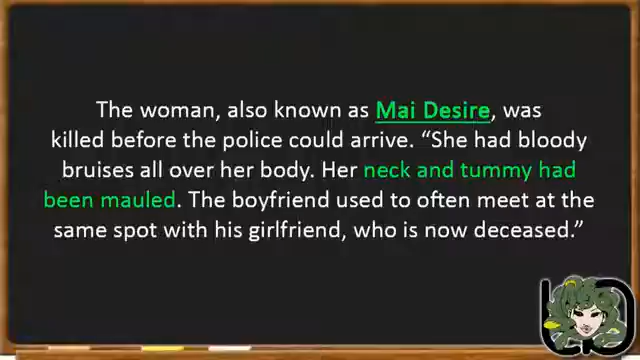 The woman, also known as Mai Desire, was
killed before the police could arrive. “She had bloody
bruises all over her body. Her neck and tummy had
been mauled. The boyfriend used to often meet at the
same spot with his girlfriend, who is now deceased.”